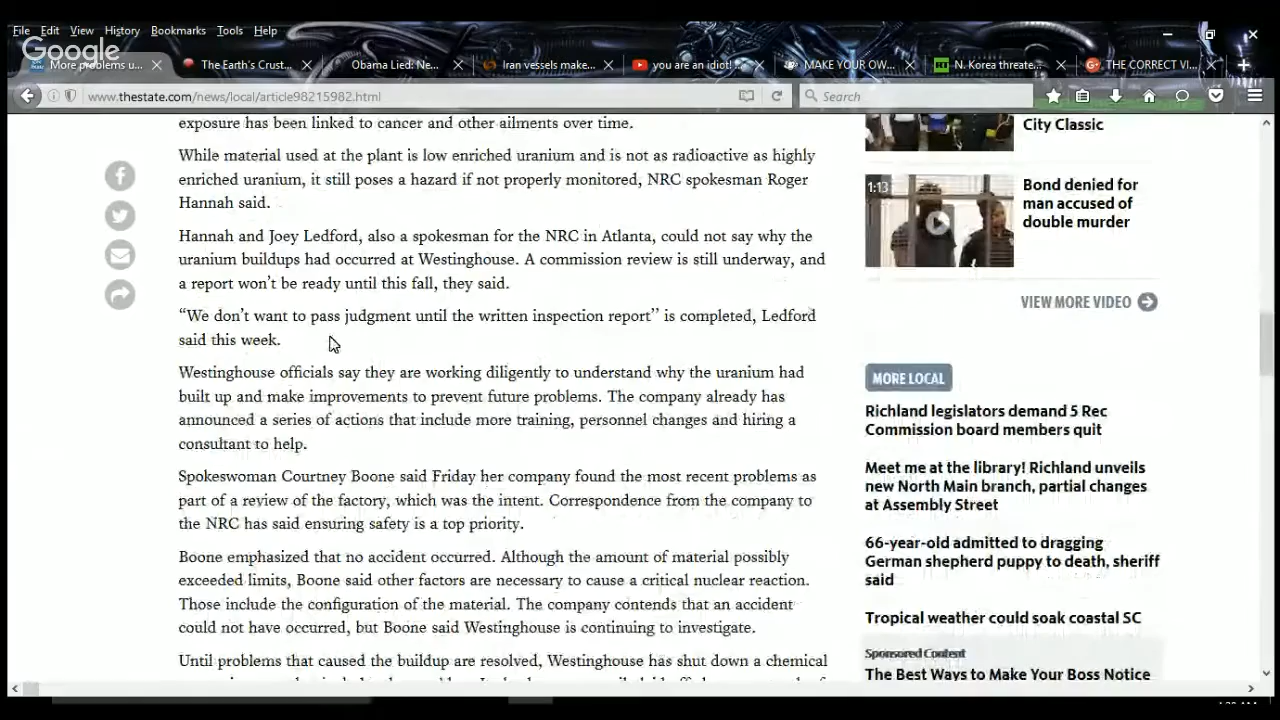 File Edit View History Bookmarks Tools Help
Google
More problems u... The Earth's Crust... Obama Lied: Ne... Iran vessels make... you are an idiot! ... MAKE YOUR OW... N. Korea threate... THE CORRECT VI...
www.thestate.com/news/local/article98215982.html Search
exposure has been linked to cancer and other ailments over time.
While material used at the plant is low enriched uranium and is not as radioactive as highly
enriched uranium, it still poses a hazard if not properly monitored, NRC spokesman Roger
Hannah said.
Hannah and Joey Ledford, also a spokesman for the NRC in Atlanta, could not say why the
uranium buildups had occurred at Westinghouse. A commission review is still underway, and
a report won't be ready until this fall, they said.
“We don't want to pass judgment until the written inspection report” is completed, Ledford
said this week.
Westinghouse officials say they are working diligently to understand why the uranium had
built up and make improvements to prevent future problems. The company already has
announced a series of actions that include more training, personnel changes and hiring a
consultant to help.
Spokeswoman Courtney Boone said Friday her company found the most recent problems as
part of a review of the factory, which was the intent. Correspondence from the company to
the NRC has said ensuring safety is a top priority.
Boone emphasized that no accident occurred. Although the amount of material possibly
exceeded limits, Boone said other factors are necessary to cause a critical nuclear reaction.
Those include the configuration of the material. The company contends that an accident
could not have occurred, but Boone said Westinghouse is continuing to investigate.
Until problems that caused the buildup are resolved, Westinghouse has shut down a chemical
City Classic
1:13
Bond denied for
man accused of
double murder
VIEW MORE VIDEO
MORE LOCAL
Richland legislators demand 5 Rec
Commission board members quit
Meet me at the library! Richland unveils
new North Main branch, partial changes
at Assembly Street
66-year-old admitted to dragging
German shepherd puppy to death, sheriff
said
Tropical weather could soak coastal SC
Sponsored Content
The Best Ways to Make Your Boss Notice